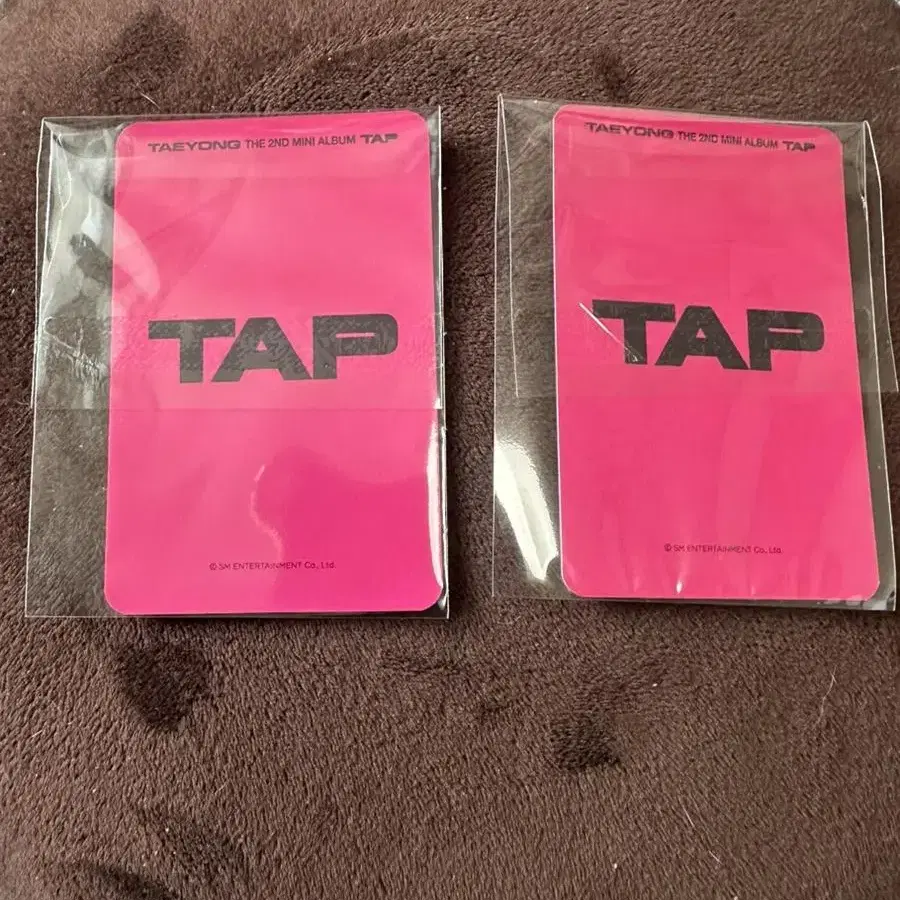 TAEYONG THE 2ND MINI ALBUM TAP
TAP
© SM ENTERTAINMENT Co., Ltd.
TAEYONG THE 2ND MINI ALBUM TAP
TAP
© SM ENTERTAINMENT Co., Ltd.